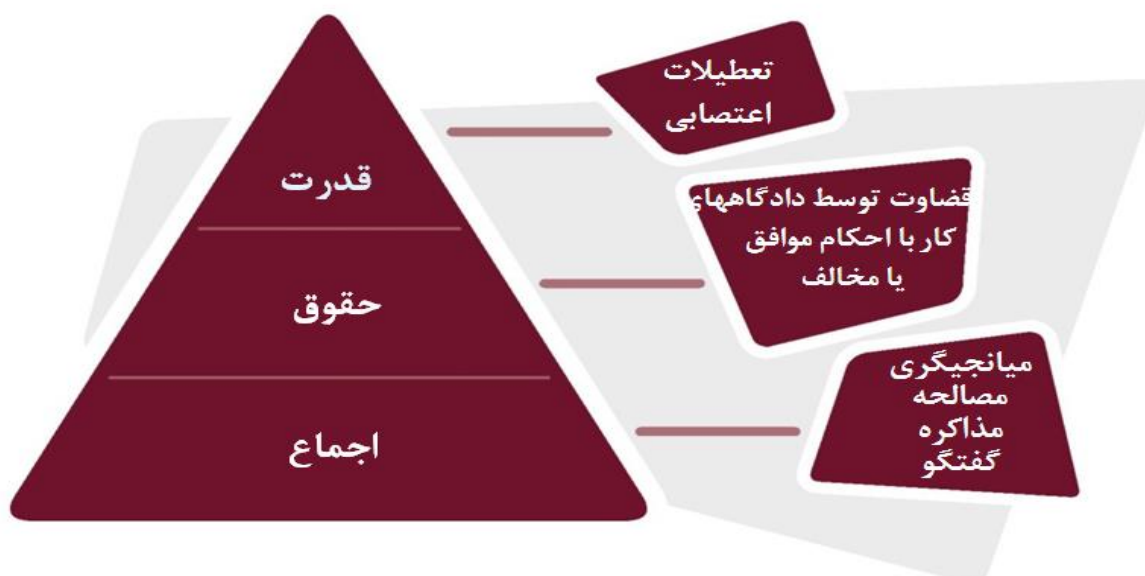 تعطیلات
اعتصابی
قدرت
قضاوت توسط دادگاههای
کار با احکام موافق
یا مخالف
حقوق
میانجیگری
مصالحه
مذاکره
گفتگو
اجماع